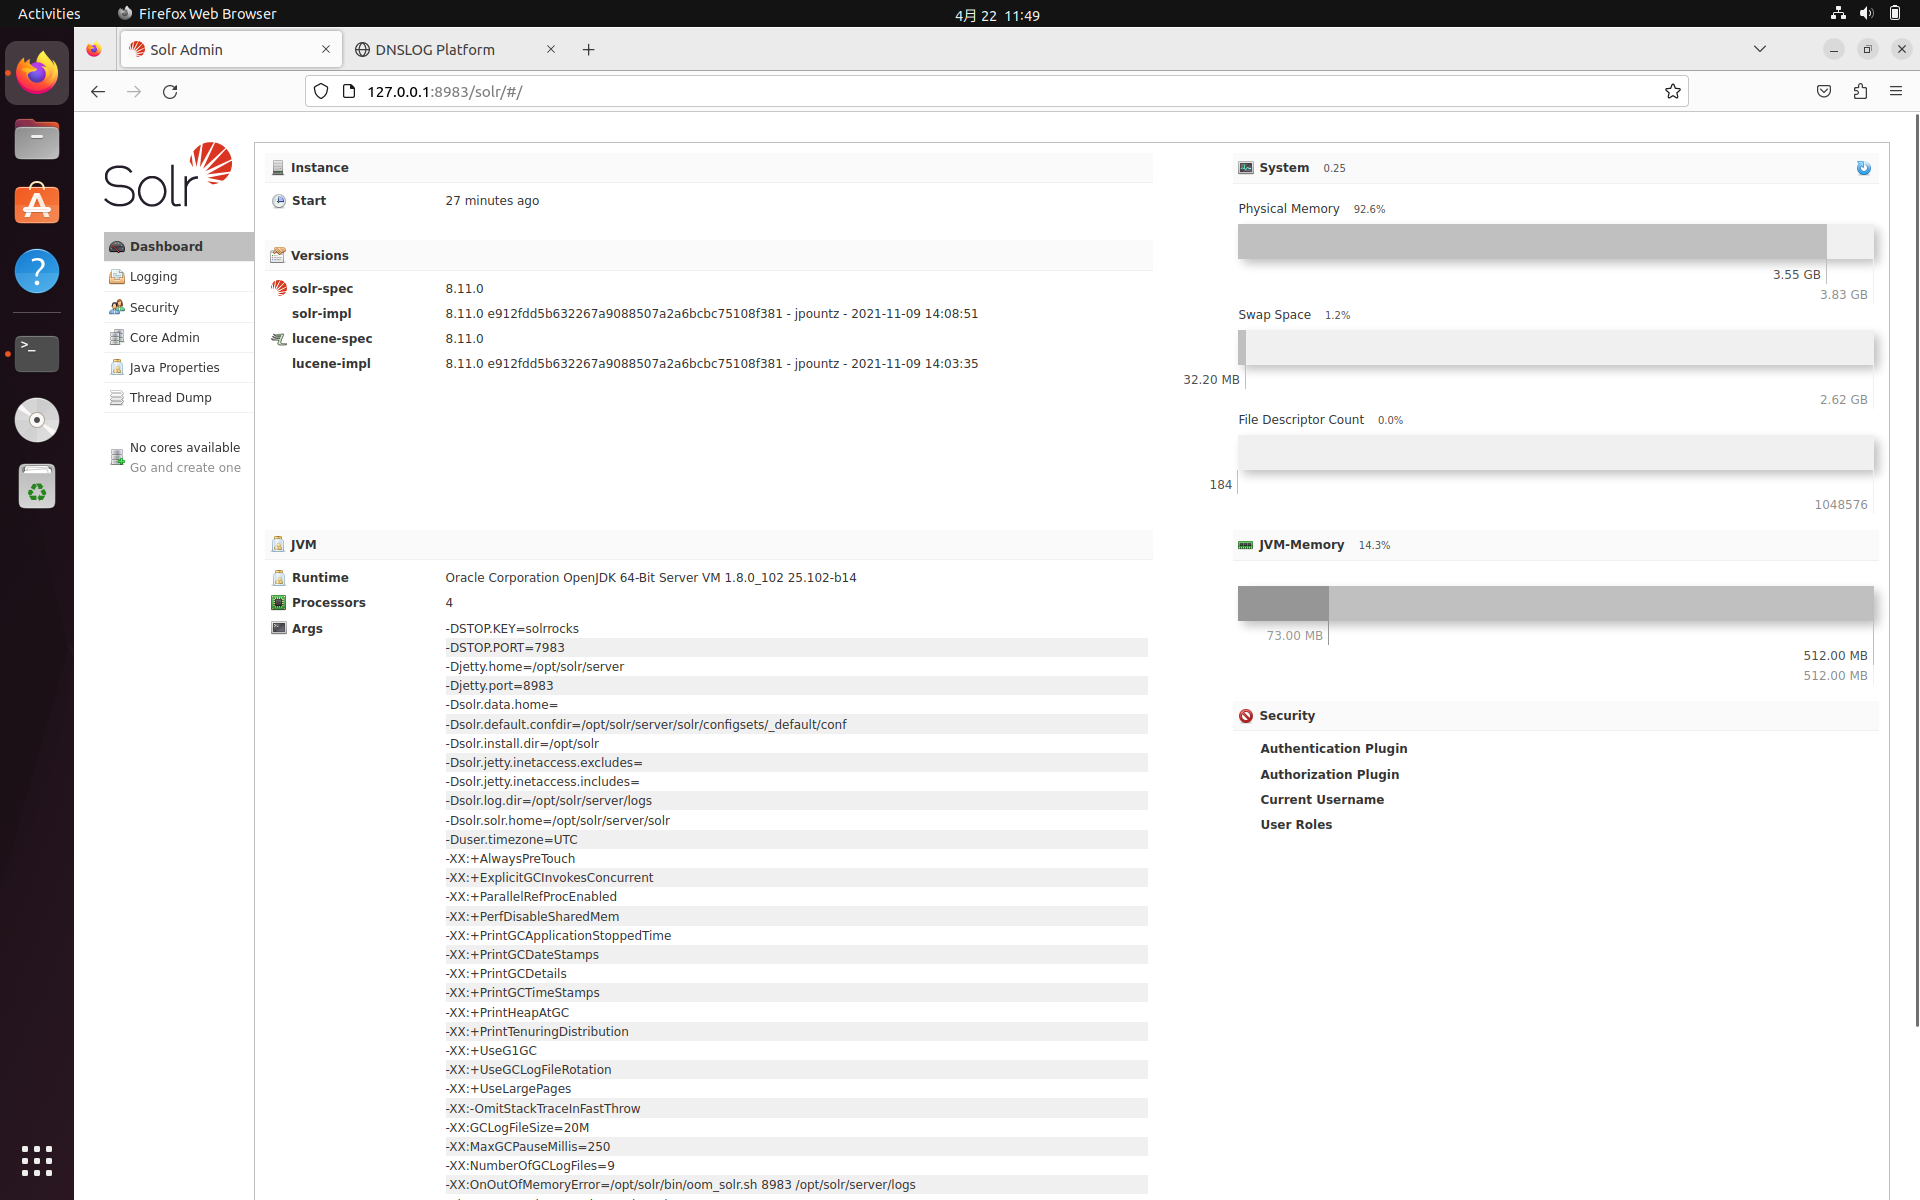 Activities
Firefox Web Browser
4月 22 11:49
Solr Admin
DNSLOG Platform
127.0.0.1:8983/solr/#/
Solr
Dashboard
Logging
Security
Core Admin
Java Properties
Thread Dump
No cores available
Go and create one
Instance
Start 27 minutes ago
Versions
solr-spec 8.11.0
solr-impl 8.11.0 e912fdd5b632267a9088507a2a6bcbc75108f381 - jpountz - 2021-11-09 14:08:51
lucene-spec 8.11.0
lucene-impl 8.11.0 e912fdd5b632267a9088507a2a6bcbc75108f381 - jpountz - 2021-11-09 14:03:35
JVM
Runtime Oracle Corporation OpenJDK 64-Bit Server VM 1.8.0_102 25.102-b14
Processors 4
Args -DSTOP.KEY=solrrocks
-DSTOP.PORT=7983
-Djetty.home=/opt/solr/server
-Djetty.port=8983
-Dsolr.data.home=
-Dsolr.default.confdir=/opt/solr/server/solr/configsets/_default/conf
-Dsolr.install.dir=/opt/solr
-Dsolr.jetty.inetaccess.excludes=
-Dsolr.jetty.inetaccess.includes=
-Dsolr.log.dir=/opt/solr/server/logs
-Dsolr.solr.home=/opt/solr/server/solr
-Duser.timezone=UTC
-XX:+AlwaysPreTouch
-XX:+ExplicitGCInvokesConcurrent
-XX:+ParallelRefProcEnabled
-XX:+PerfDisableSharedMem
-XX:+PrintGCApplicationStoppedTime
-XX:+PrintGCDateStamps
-XX:+PrintGCDetails
-XX:+PrintGCTimeStamps
-XX:+PrintHeapAtGC
-XX:+PrintTenuringDistribution
-XX:+UseG1GC
-XX:+UseGCLogFileRotation
-XX:+UseLargePages
-XX:-OmitStackTraceInFastThrow
-XX:GCLogFileSize=20M
-XX:MaxGCPauseMillis=250
-XX:NumberOfGCLogFiles=9
-XX:OnOutOfMemoryError=/opt/solr/bin/oom_solr.sh 8983 /opt/solr/server/logs
System 0.25
Physical Memory 92.6%
3.55 GB
3.83 GB
Swap Space 1.2%
32.20 MB
2.62 GB
File Descriptor Count 0.0%
184
1048576
JVM-Memory 14.3%
73.00 MB
512.00 MB
512.00 MB
Security
Authentication Plugin
Authorization Plugin
Current Username
User Roles